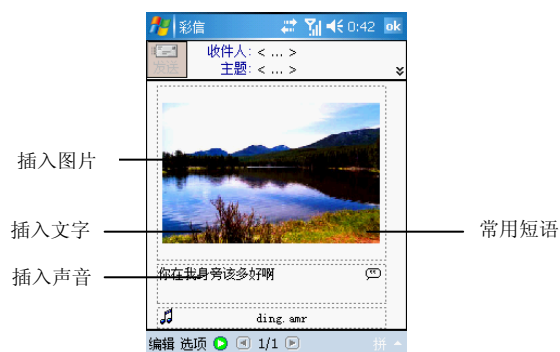 彩信 0:42 ok
发送 收件人: < ... >
主题: < ... >
插入图片
插入文字
常用短语
插入声音
你在我身旁该多好啊
ding.amr
编辑 选项 1/1 拼